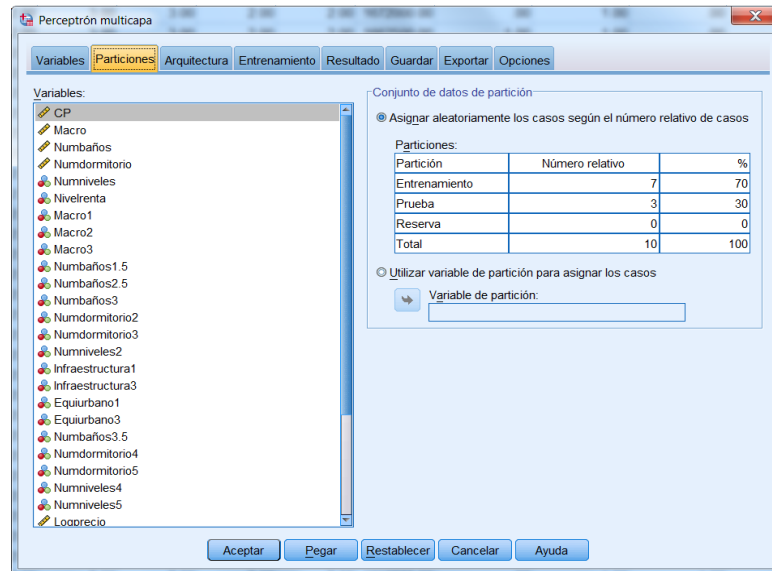 Perceptrón multicapa
Variables Particiones Arquitectura Entrenamiento Resultado Guardar Exportar Opciones
Variables:
CP
Macro
Numbaños
Numdormitorio
Numniveles
Nivelrenta
Macro1
Macro2
Macro3
Numbaños1.5
Numbaños2.5
Numbaños3
Numdormitorio2
Numdormitorio3
Numniveles2
Infraestructura1
Infraestructura3
Equiurbano1
Equiurbano3
Numbaños3.5
Numdormitorio4
Numdormitorio5
Numniveles4
Numniveles5
Logprecio
Conjunto de datos de partición
Asignar aleatoriamente los casos según el número relativo de casos
Particiones:
Partición Número relativo %
Entrenamiento 7 70
Prueba 3 30
Reserva 0 0
Total 10 100
Utilizar variable de partición para asignar los casos
Variable de partición:
Aceptar Pegar Restablecer Cancelar Ayuda